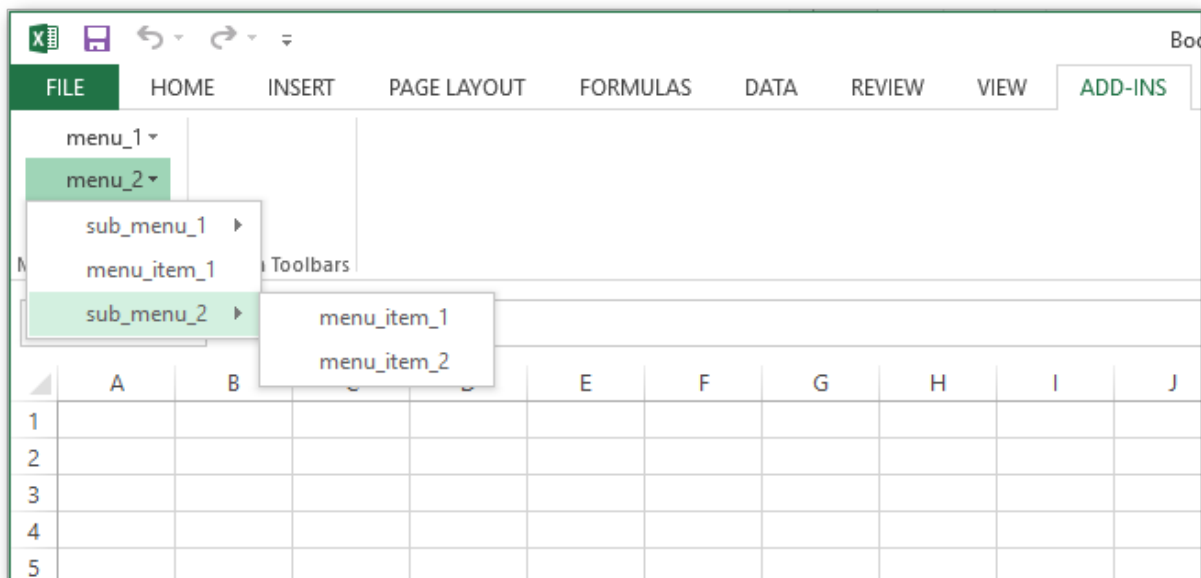 Boo
FILE HOME INSERT PAGE LAYOUT FORMULAS DATA REVIEW VIEW ADD-INS
menu_1
menu_2
sub_menu_1
menu_item_1
Toolbars
sub_menu_2
menu_item_1
menu_item_2
A B E F G H I J
1
2
3
4
5